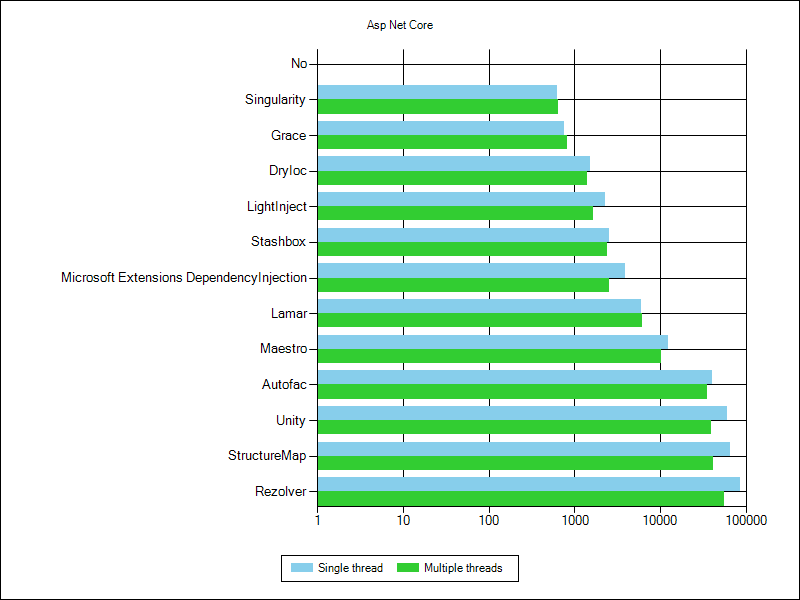 Asp Net Core
No
Singularity
Grace
DryIoc
LightInject
Stashbox
Microsoft Extensions DependencyInjection
Lamar
Maestro
Autofac
Unity
StructureMap
Rezolver
1 10 100 1000 10000 100000
Single thread Multiple threads